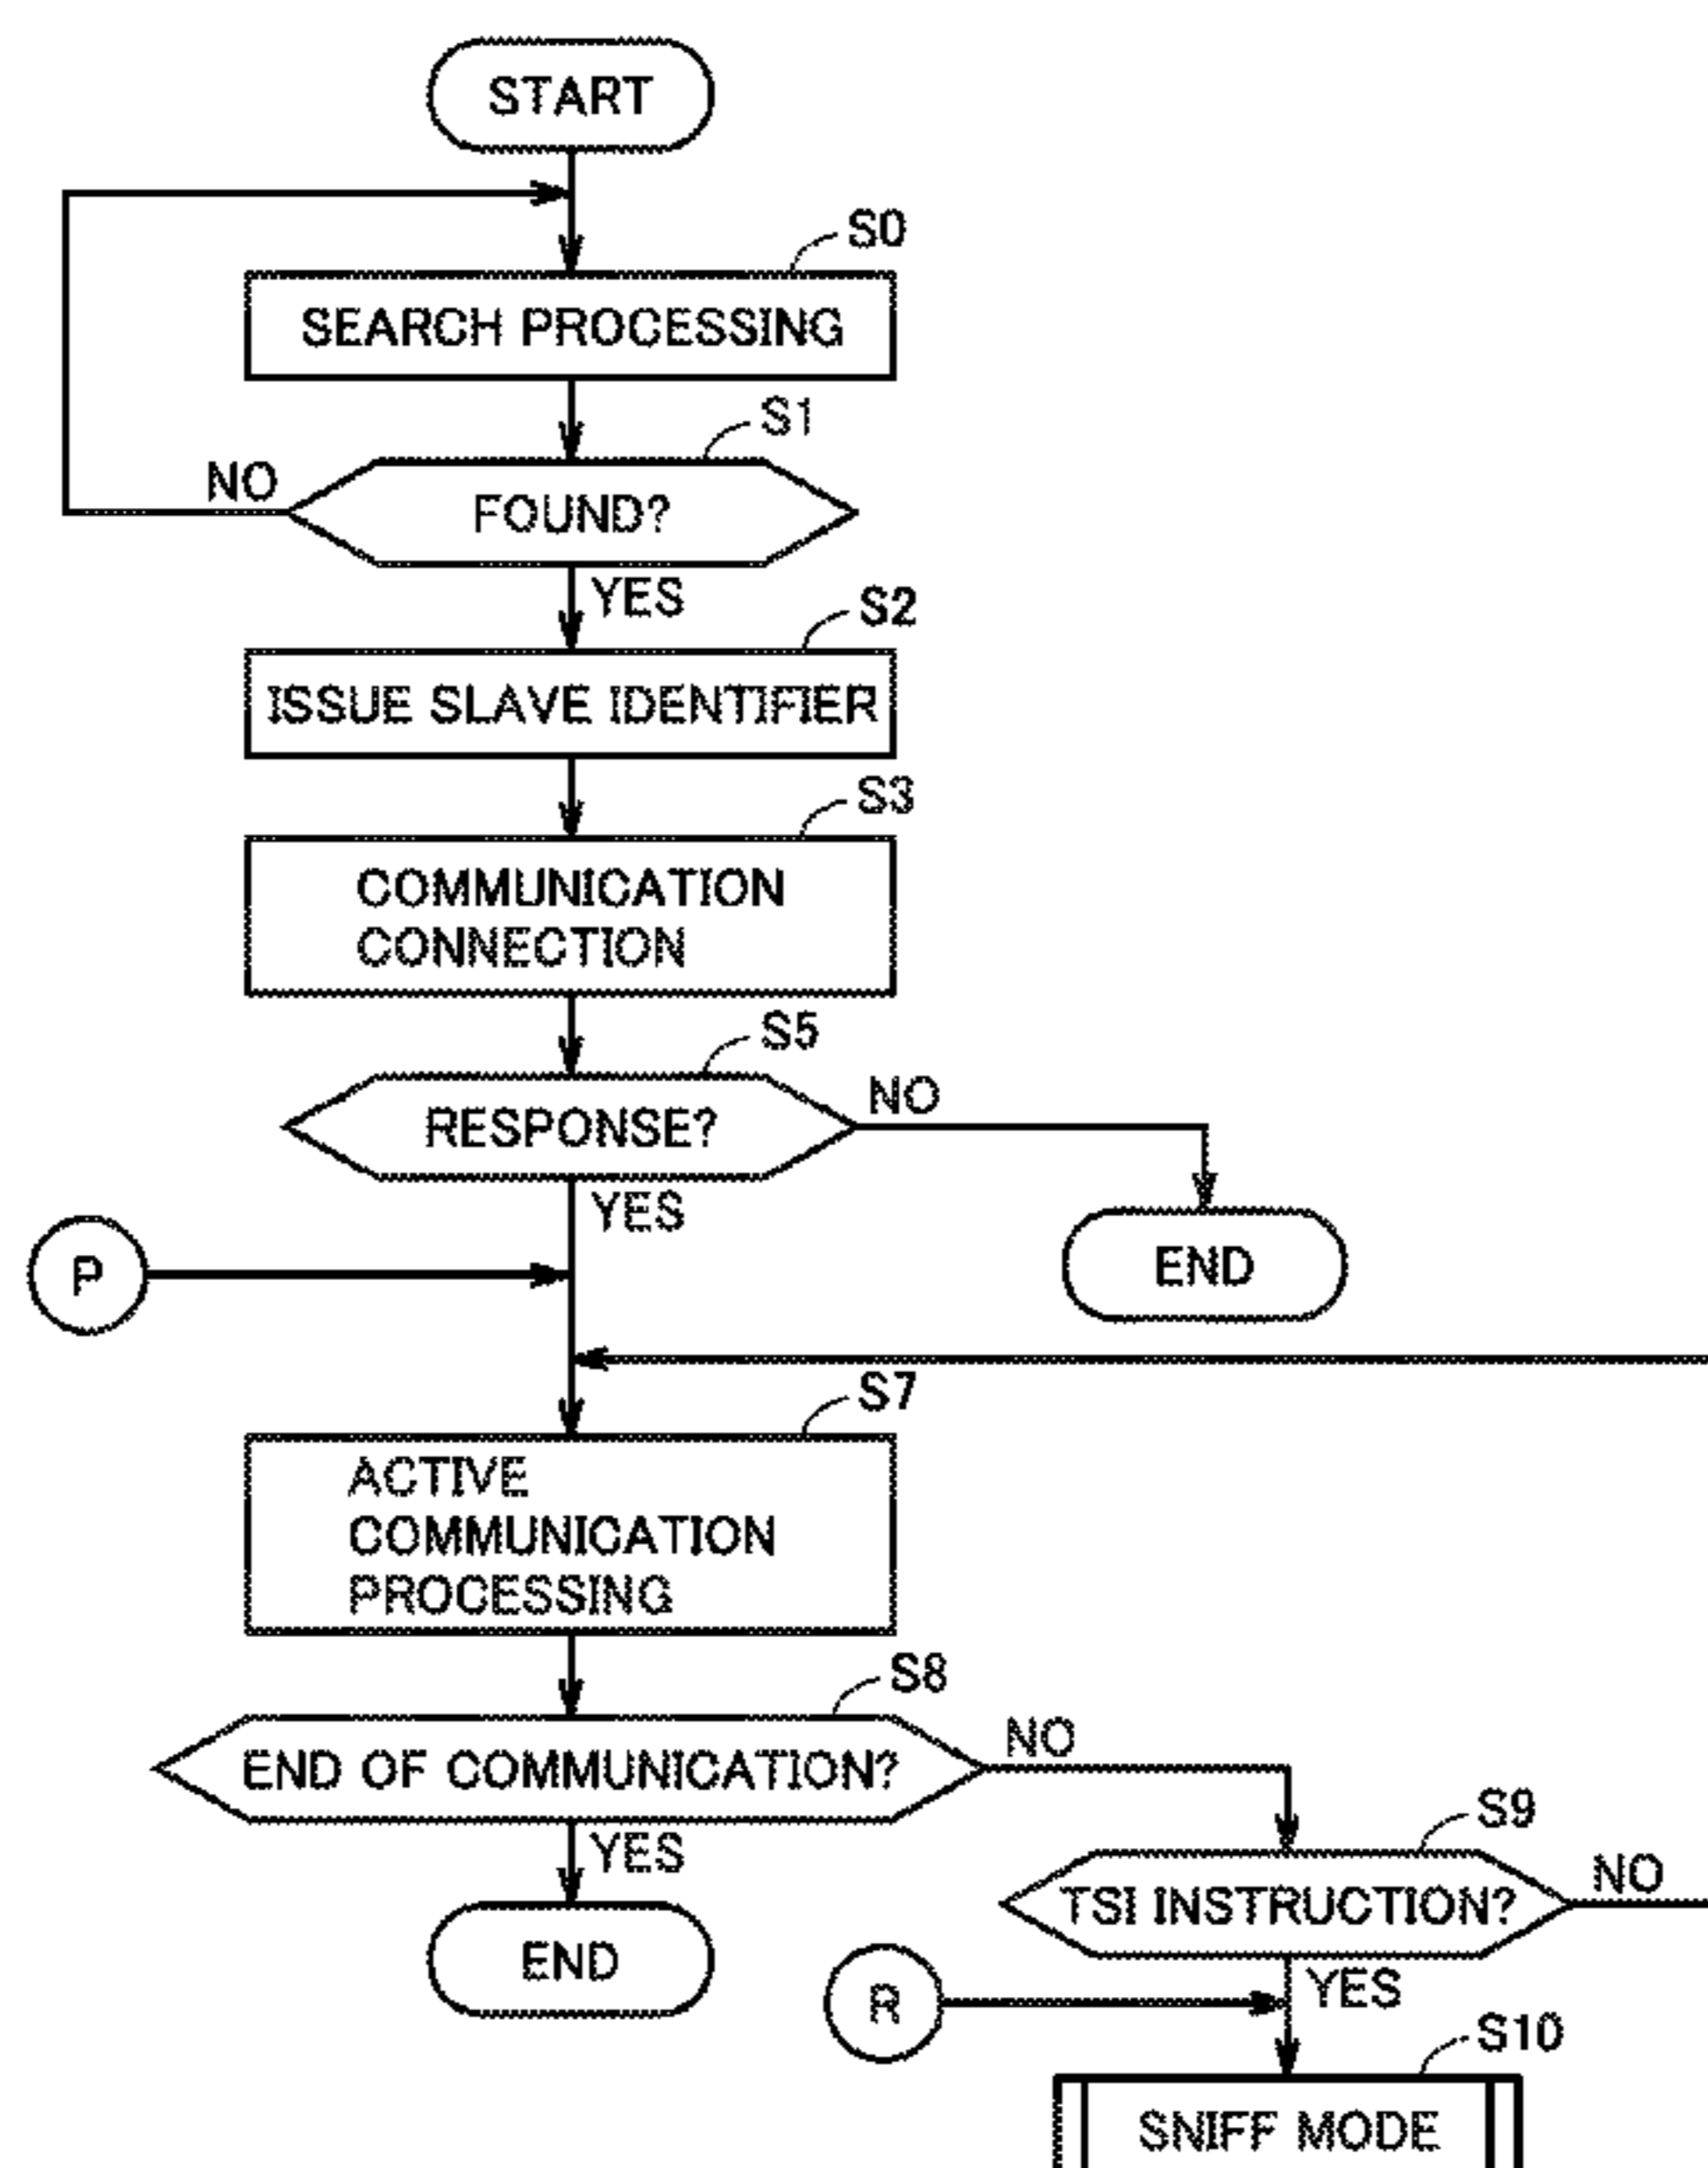 START
S0
SEARCH PROCESSING
S1
NO
FOUND?
YES
S2
ISSUE SLAVE IDENTIFIER
S3
COMMUNICATION
CONNECTION
S5
RESPONSE?
NO
YES
P
END
S7
ACTIVE
COMMUNICATION
PROCESSING
S8
END OF COMMUNICATION?
NO
YES
S9
TSI INSTRUCTION?
NO
END
R
YES
S10
SNIFF MODE